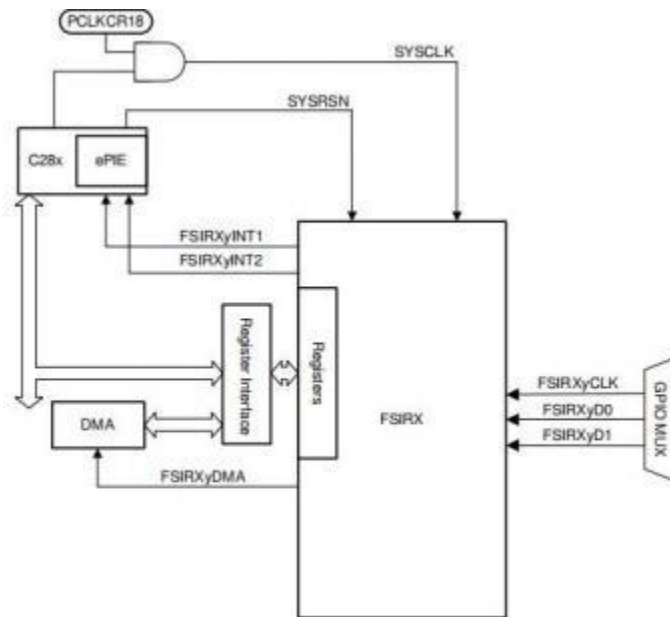 PCLKCR18
SYSCLK
SYSRSN
C28x
ePIE
FSIRXyINT1
FSIRXyINT2
Register Interface
Registers
FSIRX
FSIRXyCLK
FSIRXyD0
FSIRXyD1
GPIO MUX
DMA
FSIRXyDMA